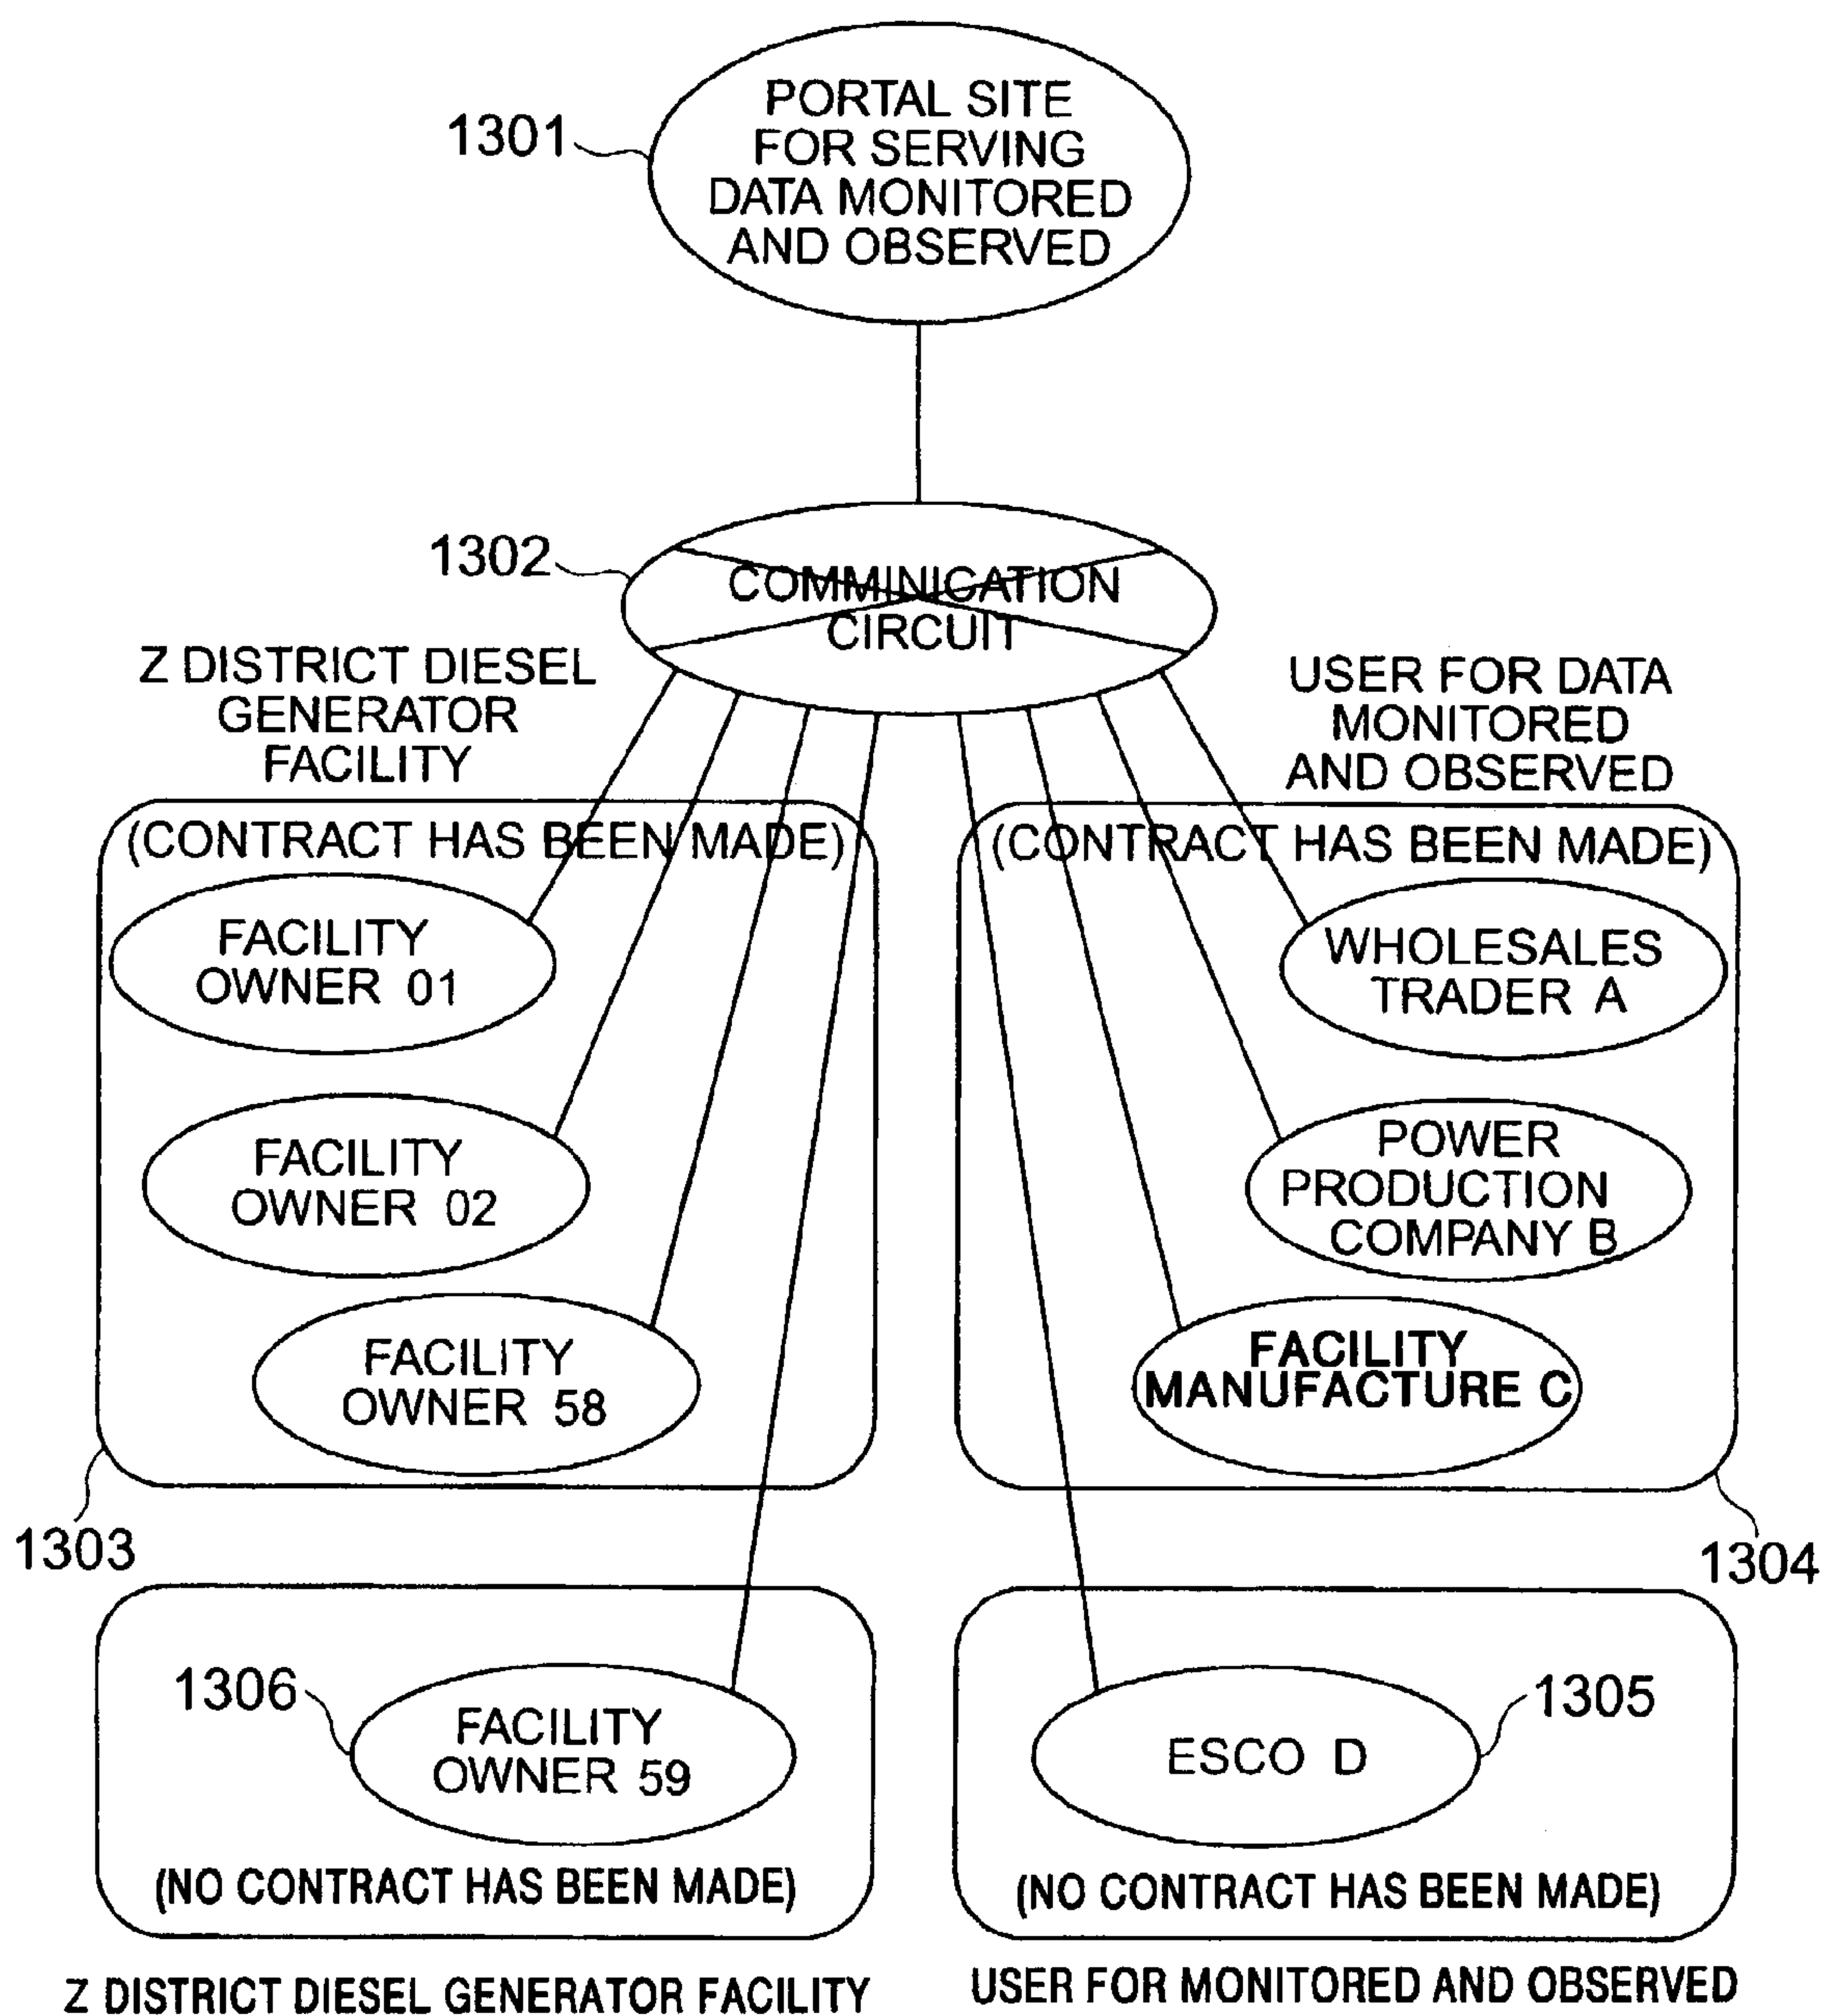 PORTAL SITE
FOR SERVING
DATA MONITORED
AND OBSERVED
1301
1302
COMMINICATION
CIRCUIT
Z DISTRICT DIESEL
GENERATOR
FACILITY
USER FOR DATA
MONITORED
AND OBSERVED
(CONTRACT HAS BEEN MADE)
(CONTRACT HAS BEEN MADE)
FACILITY
OWNER 01
WHOLESALES
TRADER A
FACILITY
OWNER 02
POWER
PRODUCTION
COMPANY B
FACILITY
OWNER 58
FACILITY
MANUFACTURE C
1303
1304
1306
FACILITY
OWNER 59
1305
ESCO D
(NO CONTRACT HAS BEEN MADE)
(NO CONTRACT HAS BEEN MADE)
Z DISTRICT DIESEL GENERATOR FACILITY
USER FOR MONITORED AND OBSERVED